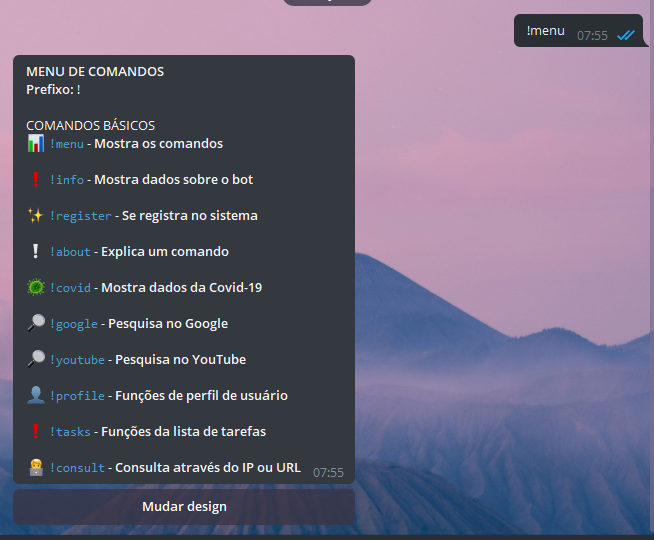 !menu 07:55
MENU DE COMANDOS
Prefixo: !
COMANDOS BÁSICOS
!menu - Mostra os comandos
!info - Mostra dados sobre o bot
!register - Se registra no sistema
!about - Explica um comando
!covid - Mostra dados da Covid-19
!google - Pesquisa no Google
!youtube - Pesquisa no YouTube
!profile - Funções de perfil de usuário
!tasks - Funções da lista de tarefas
!consult - Consulta através do IP ou URL 07:55
Mudar design